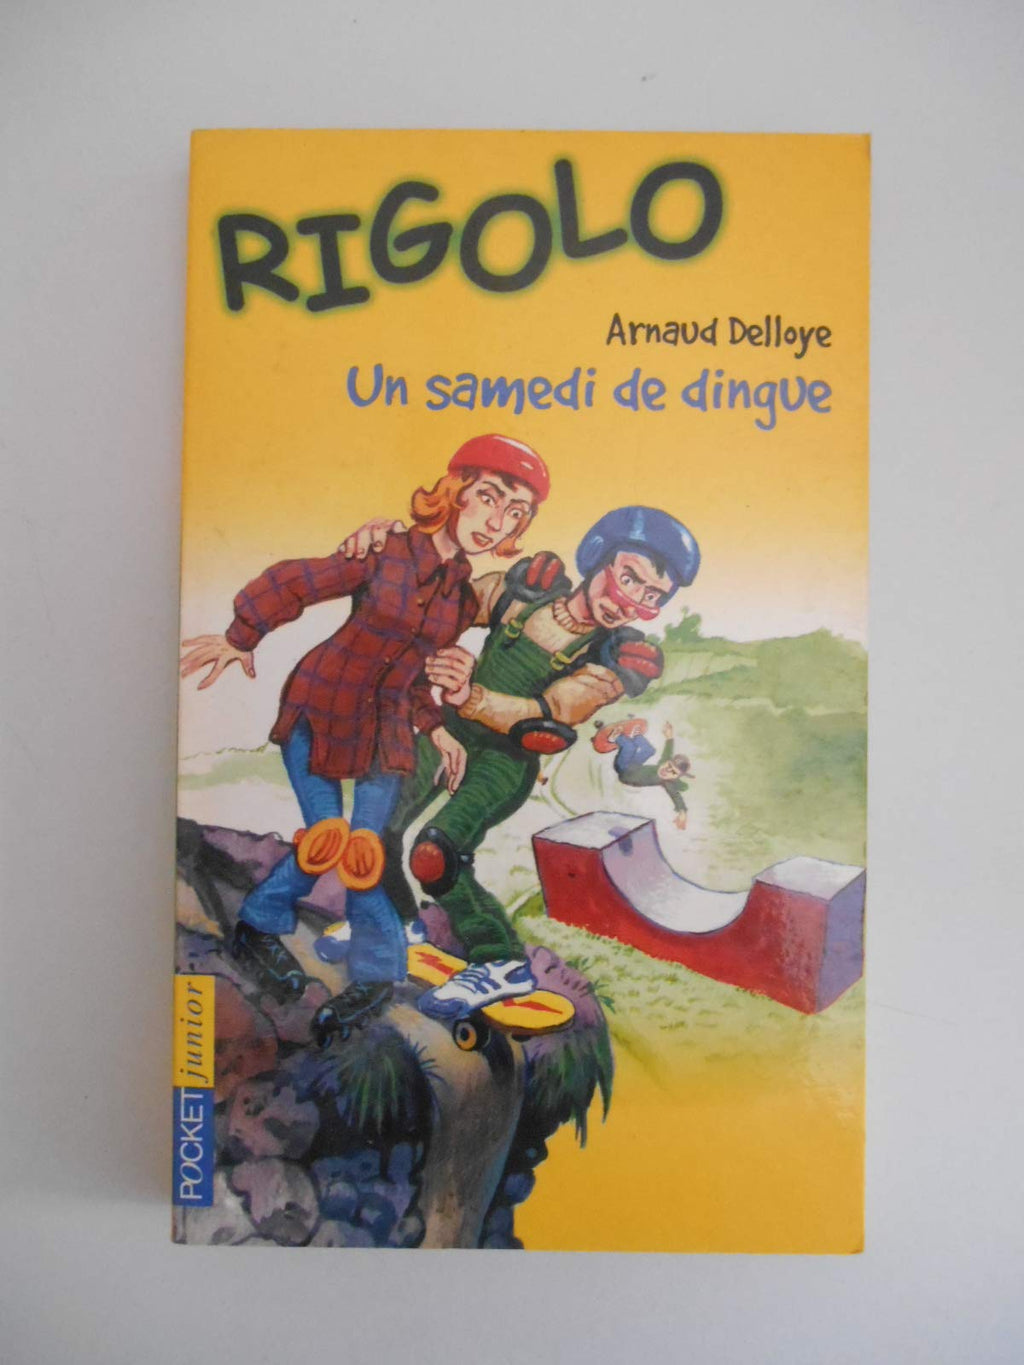 RIGOLO
Arnaud Delloye
Un samedi de dingue
POCKET junior